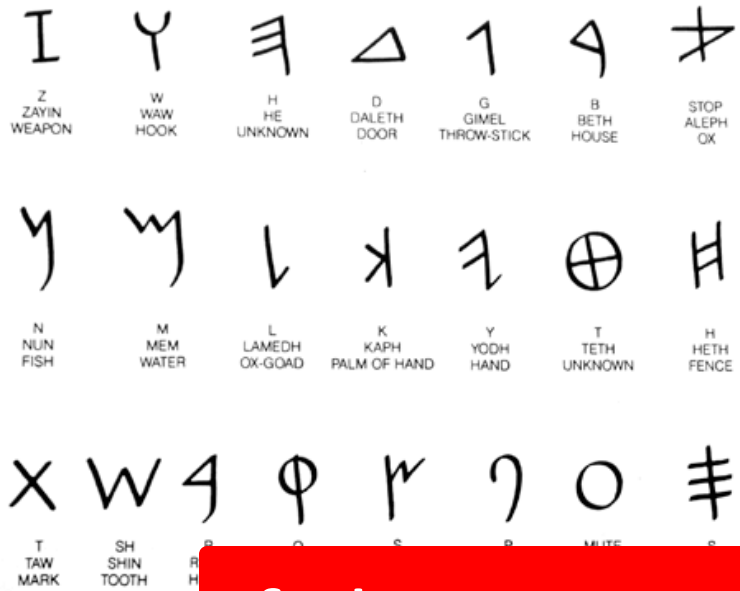 𐤀 𐤁 𐤂 𐤃 𐤄 𐤅 𐤆
Z W H D G B STOP
ZAYIN WAW HE DALETH GIMEL BETH ALEPH
WEAPON HOOK UNKNOWN DOOR THROW-STICK HOUSE OX
𐤇 𐤈 𐤉 𐤊 𐤋 𐤌 𐤍
N M L K Y T H
NUN MEM LAMEDH KAPH YODH TETH HETH
FISH WATER OX-GOAD PALM OF HAND HAND UNKNOWN FENCE
𐤎 𐤏 𐤐 𐤑 𐤒 𐤓 𐤔 𐤕
T SH
TAW SHIN
MARK TOOTH